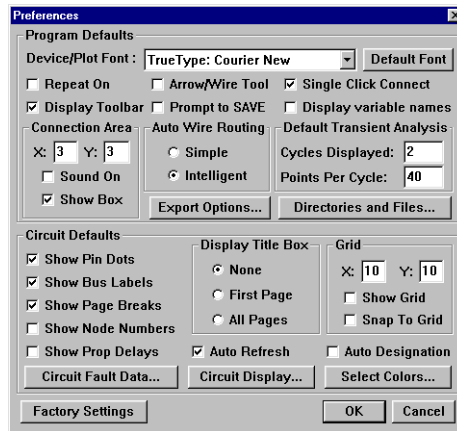 Preferences
Program Defaults
Device/Plot Font : TrueType: Courier New Default Font
Repeat On Arrow/Wire Tool Single Click Connect
Display Toolbar Prompt to SAVE Display variable names
Connection Area Auto Wire Routing Default Transient Analysis
X: 3 Y: 3 Simple Cycles Displayed: 2
Sound On Intelligent Points Per Cycle: 40
Show Box Export Options... Directories and Files...
Circuit Defaults
Display Title Box Grid
Show Pin Dots None X: 10 Y: 10
Show Bus Labels
Show Page Breaks First Page Show Grid
Show Node Numbers All Pages Snap To Grid
Show Prop Delays Auto Refresh Auto Designation
Circuit Fault Data... Circuit Display... Select Colors...
Factory Settings OK Cancel